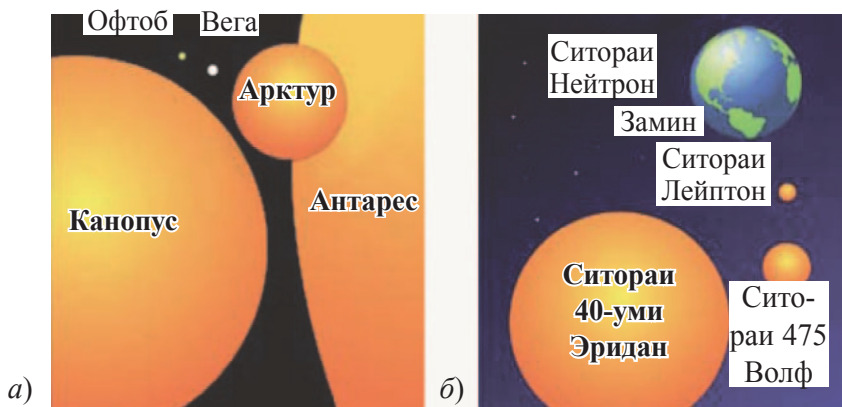 Офтоб
Вега
Арктур
Канопус
Антарес
а)
Ситораи
Нейтрон
Замин
Ситораи
Лейптон
Ситораи
40-уми
Эридан
Сито-
раи 475
Волф
б)